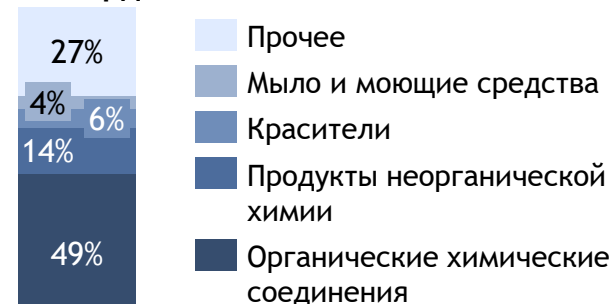 27%
4%
6%
14%
49%
Прочее
Мыло и моющие средства
Красители
Продукты неорганической
химии
Органические химические
соединения